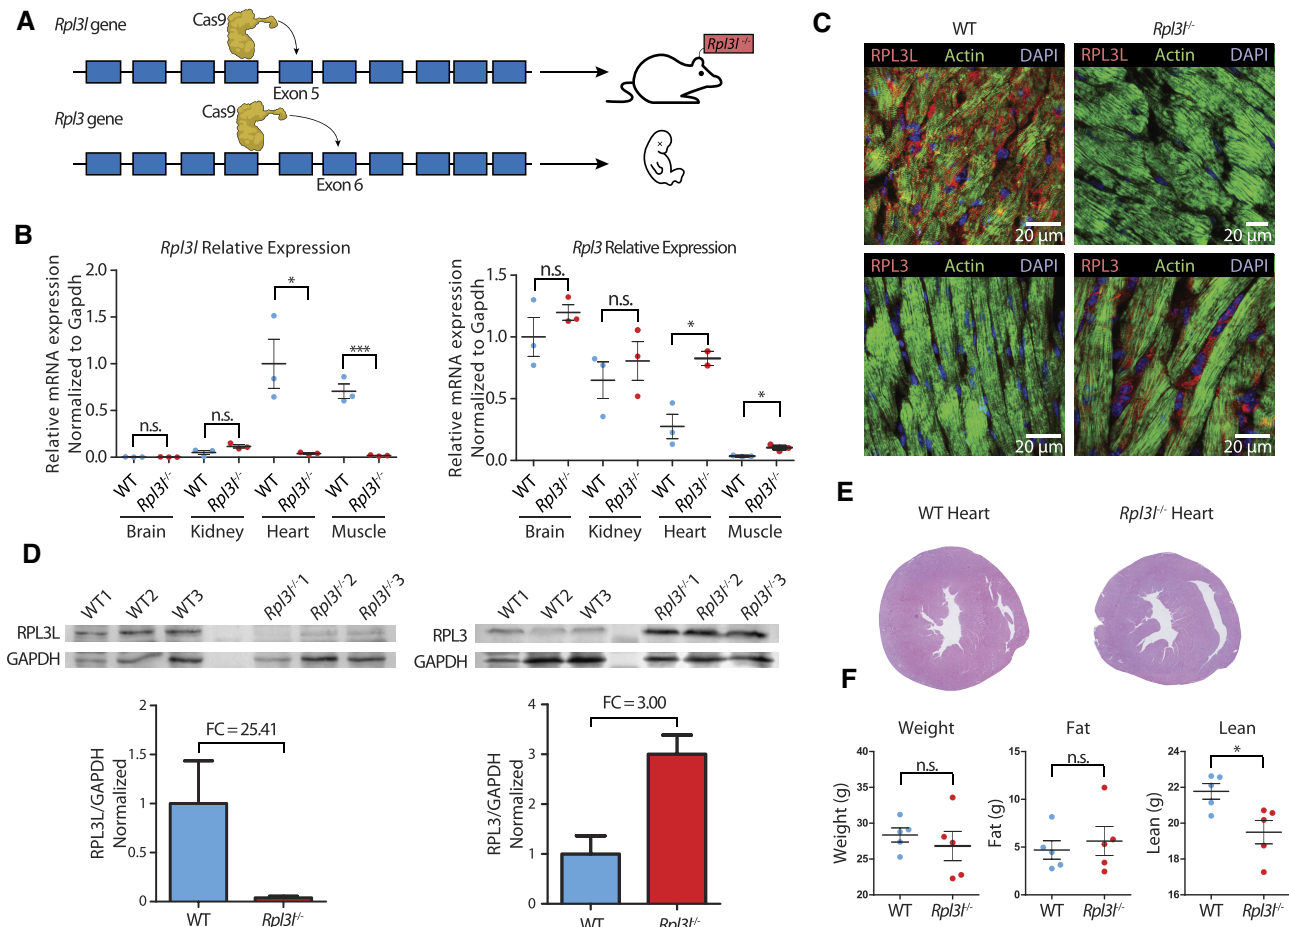 A
Rpl3l gene
Cas9
Exon 5
Rpl3l -/-
Rpl3 gene
Cas9
Exon 6
x
B
Rpl3l Relative Expression
Relative mRNA expression
Normalized to Gapdh
2.0
1.5
1.0
0.5
0.0
n.s.
n.s.
*
***
WT
Rpl3l-/-
WT
Rpl3l-/-
WT
Rpl3l-/-
WT
Rpl3l-/-
Brain
Kidney
Heart
Muscle
Rpl3 Relative Expression
Relative mRNA expression
Normalized to Gapdh
1.5
1.0
0.5
0.0
n.s.
n.s.
*
*
WT
Rpl3l-/-
WT
Rpl3l-/-
WT
Rpl3l-/-
WT
Rpl3l-/-
Brain
Kidney
Heart
Muscle
C
WT
Rpl3l-/-
RPL3L Actin DAPI
20 µm
RPL3L Actin DAPI
20 µm
RPL3 Actin DAPI
20 µm
RPL3 Actin DAPI
20 µm
D
WT1 WT2 WT3 Rpl3l-/-1 Rpl3l-/-2 Rpl3l-/-3
RPL3L
GAPDH
RPL3L/GAPDH
Normalized
2
1.5
1
0.5
0
FC = 25.41
WT
Rpl3l-/-
WT1 WT2 WT3 Rpl3l-/-1 Rpl3l-/-2 Rpl3l-/-3
RPL3
GAPDH
RPL3/GAPDH
Normalized
4
3
2
1
0
FC = 3.00
WT
Rpl3l-/-
E
WT Heart
Rpl3l-/- Heart
F
Weight
Weight (g)
40
35
30
25
20
n.s.
WT
Rpl3l-/-
Fat
Fat (g)
15
10
5
0
n.s.
WT
Rpl3l-/-
Lean
Lean (g)
24
22
20
18
16
*
WT
Rpl3l-/-